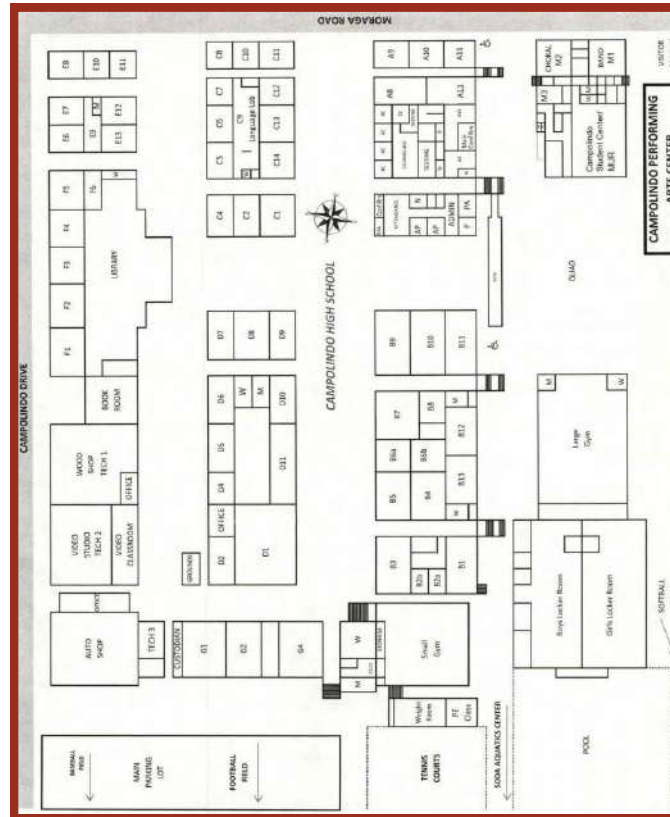 MORAGA ROAD
CAMPOLINDO DRIVE
E8
E10
E11
E7
M
E12
E6
E9
E13
F5
F6
W
F4
F3
F2
F1
LIBRARY
BOOK
ROOM
WOOD
SHOP
TECH 1
OFFICE
VIDEO
STUDIO
TECH 2
VIDEO
CLASSROOM
OFFICE
AUTO
SHOP
TECH 3
BASEBALL
FIELD
MAIN
PARKING
LOT
FOOTBALL
FIELD
C8
C10
C11
C7
C9
Language Lab
C12
C13
C5
C14
C4
C2
C1
D7
D8
D9
D6
W
M
D10
D5
D4
D11
OFFICE
D2
D1
GROUNDS
CUSTODIAN
G1
G2
G4
CAMPOLINDO HIGH SCHOOL
A9
A10
A11
A8
A12
ATTENDANCE
N
AP
AP
ADMIN
PA
P
B9
B10
B11
B7
B8
M
B12
B6a
B6b
B5
B4
B13
W
B3
B2b
B2a
B1
W
M
Small
Gym
Weight
Room
PE
Class
TENNIS
COURTS
SODA AQUATICS CENTER
CHORAL
M2
BAND
M1
M3
Campolindo
Student Center/
MUR
VISITOR
CAMPOLINDO PERFORMING
ARTS CENTER
QUAD
M
W
Large
Gym
Boys Locker Room
Girls Locker Room
SOFTBALL
POOL